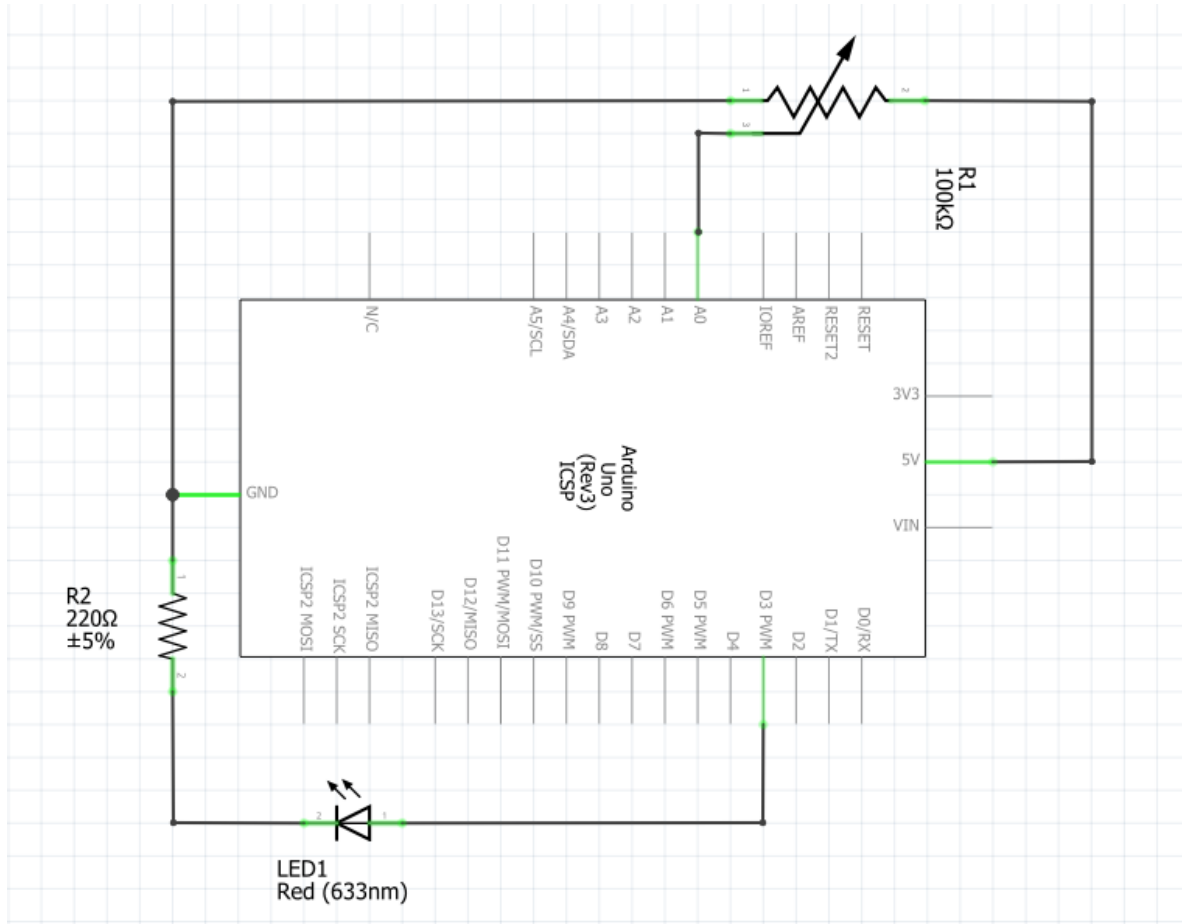 1
2
3
R1
100kΩ
N/C
A5/SCL
A4/SDA
A3
A2
A1
A0
IOREF
AREF
RESET2
RESET
3V3
5V
VIN
GND
Arduino
Uno
(Rev3)
ICSP
ICSP2 MOSI
ICSP2 SCK
ICSP2 MISO
D13/SCK
D12/MISO
D11 PWM/MOSI
D10 PWM/SS
D9 PWM
D8
D7
D6 PWM
D5 PWM
D4
D3 PWM
D2
D1/TX
D0/RX
1
R2
220Ω
±5%
2
2
1
LED1
Red (633nm)